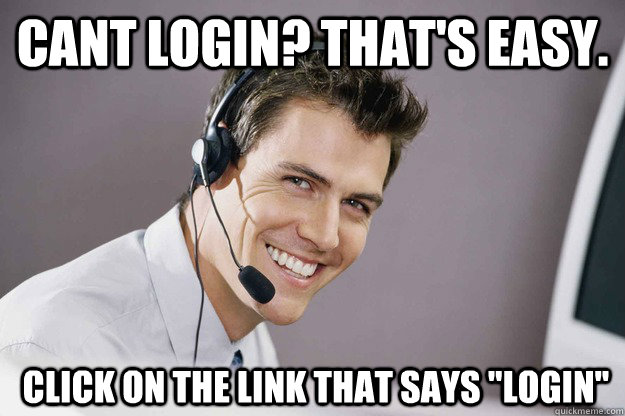 CANT LOGIN? THAT'S EASY.
CLICK ON THE LINK THAT SAYS "LOGIN"
quickmeme.com